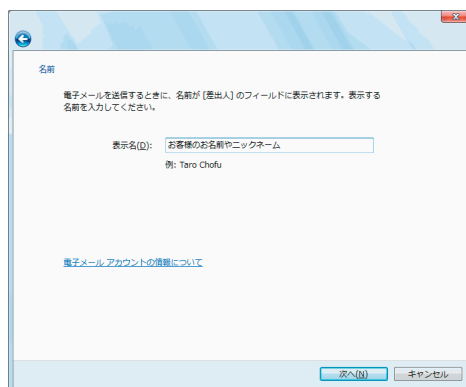 名前
電子メールを送信するときに、名前が [差出人] のフィールドに表示されます。表示する
名前を入力してください。
表示名(D): お客様のお名前やニックネーム
例: Taro Chofu
電子メール アカウントの情報について
次へ(N) キャンセル